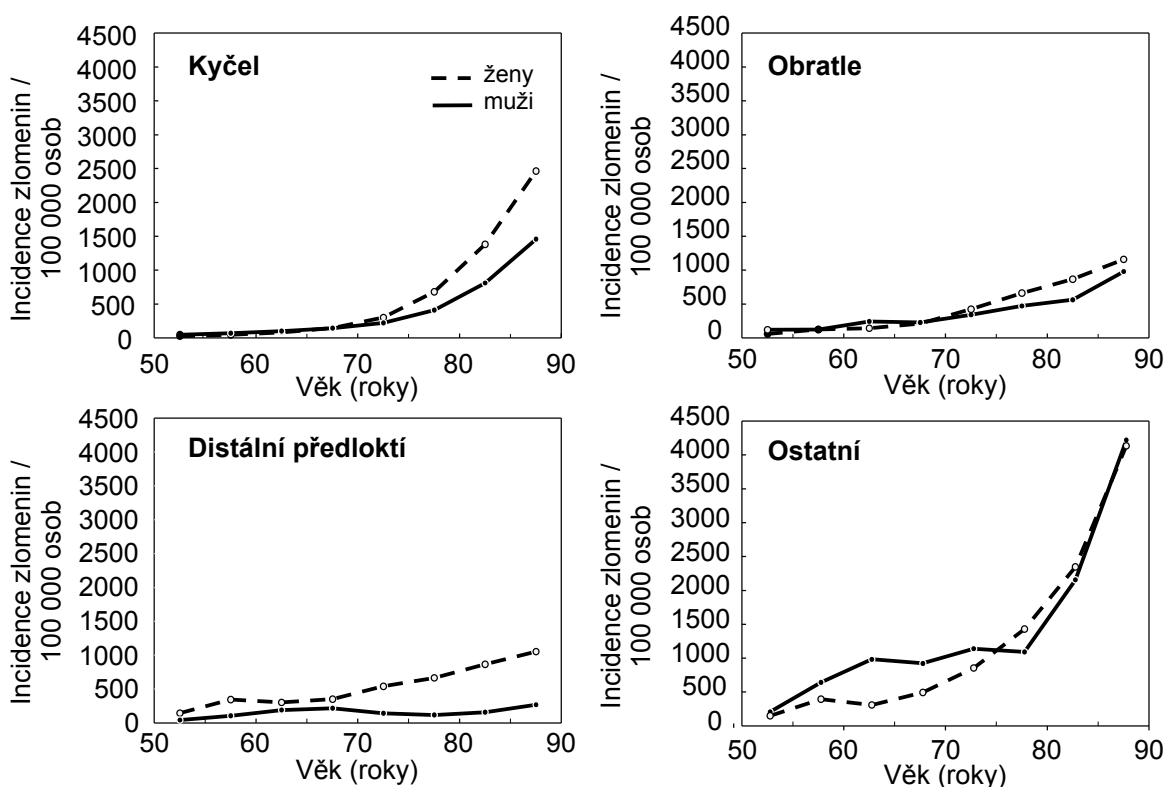 Kyčel
ženy
muži
Incidence zlomenin /
100 000 osob
4500
4000
3500
3000
2500
2000
1500
1000
500
0
50 60 70 80 90
Věk (roky)
Obratle
Incidence zlomenin /
100 000 osob
4500
4000
3500
3000
2500
2000
1500
1000
500
0
50 60 70 80 90
Věk (roky)
Distální předloktí
Incidence zlomenin /
100 000 osob
4500
4000
3500
3000
2500
2000
1500
1000
500
0
50 60 70 80 90
Věk (roky)
Ostatní
Incidence zlomenin /
100 000 osob
4500
4000
3500
3000
2500
2000
1500
1000
500
0
50 60 70 80 90
Věk (roky)